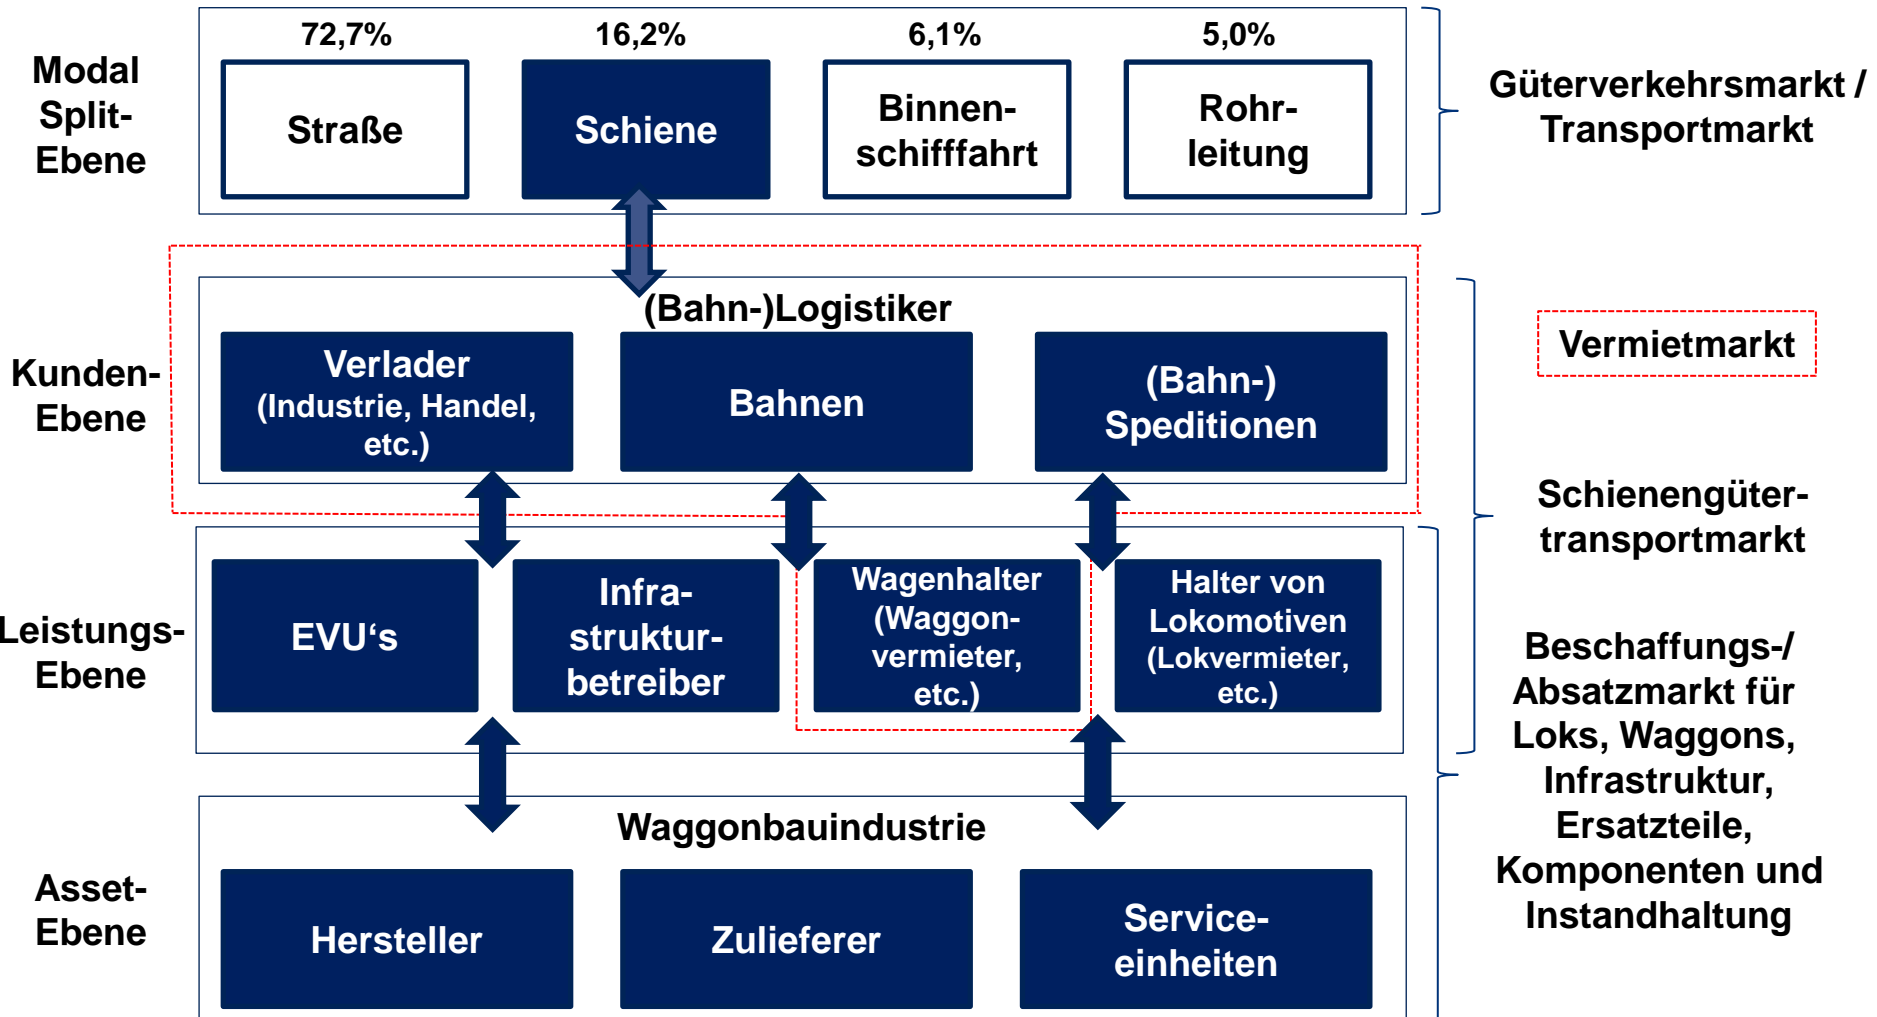 Modal
Split-
Ebene
72,7%
16,2%
6,1%
5,0%
Straße
Schiene
Binnen-
schifffahrt
Rohr-
leitung
Güterverkehrsmarkt /
Transportmarkt
Kunden-
Ebene
(Bahn-)Logistiker
Verlader
(Industrie, Handel,
etc.)
Bahnen
(Bahn-)
Speditionen
Vermietmarkt
Schienengüter-
transportmarkt
Leistungs-
Ebene
EVU‘s
Infra-
struktur-
betreiber
Wagenhalter
(Waggon-
vermieter,
etc.)
Halter von
Lokomotiven
(Lokvermieter,
etc.)
Beschaffungs-/
Absatzmarkt für
Loks, Waggons,
Infrastruktur,
Ersatzteile,
Komponenten und
Instandhaltung
Asset-
Ebene
Waggonbauindustrie
Hersteller
Zulieferer
Service-
einheiten